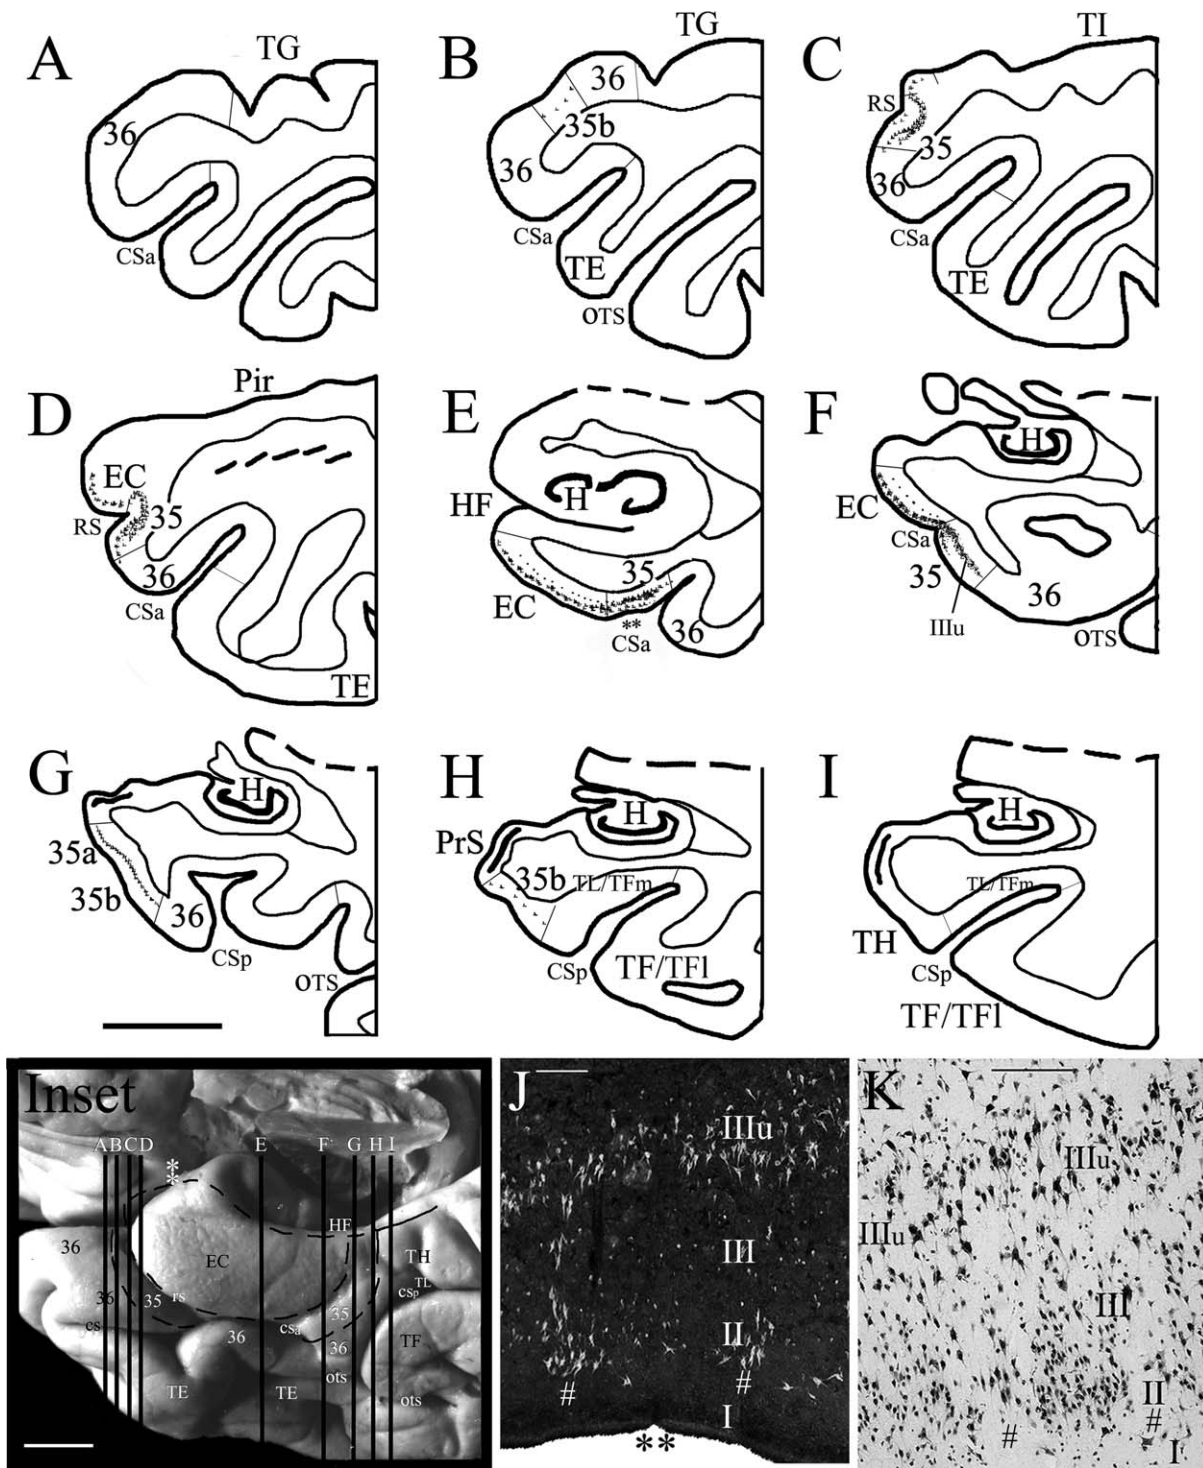 A
TG
36
CSa
B
TG
36
35b
36
CSa
TE
OTS
C
TI
RS
35
36
CSa
TE
D
Pir
EC
RS
35
36
CSa
TE
E
H
HF
35
EC
**
CSa
36
F
H
EC
CSa
35
36
IIIu
OTS
G
H
35a
35b
36
CSp
OTS
H
H
PrS
35b
TL/TFm
CSp
TF/TFl
I
H
TL/TFm
TH
CSp
TF/TFl
Inset
A B C D E F G H I
**
HF
36
EC
TH
TL
csp
36
35
rs
35
cs
36
csa
36
TF
TE
TE
ots
ots
J
IIIu
III
II
# #
I
**
K
IIIu
IIIu
III
II
# #
I